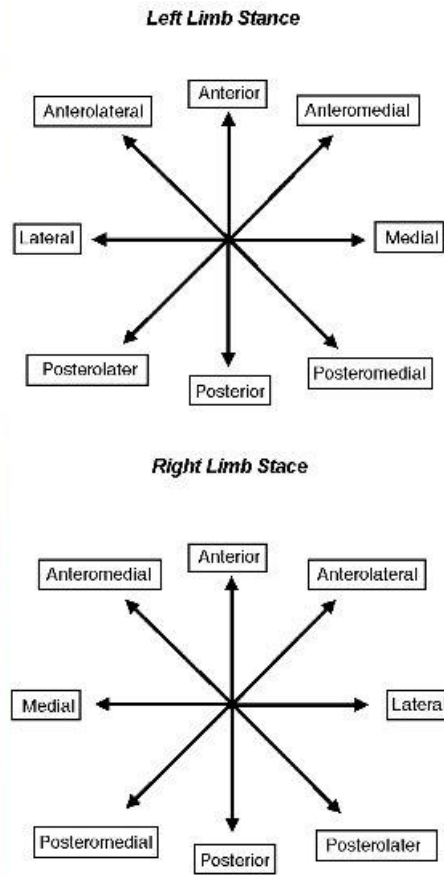 Left Limb Stance
Anterior
Anterolateral
Anteromedial
Lateral
Medial
Posterolater
Posteromedial
Posterior
Right Limb Stace
Anterior
Anteromedial
Anterolateral
Medial
Lateral
Posteromedial
Posterolater
Posterior